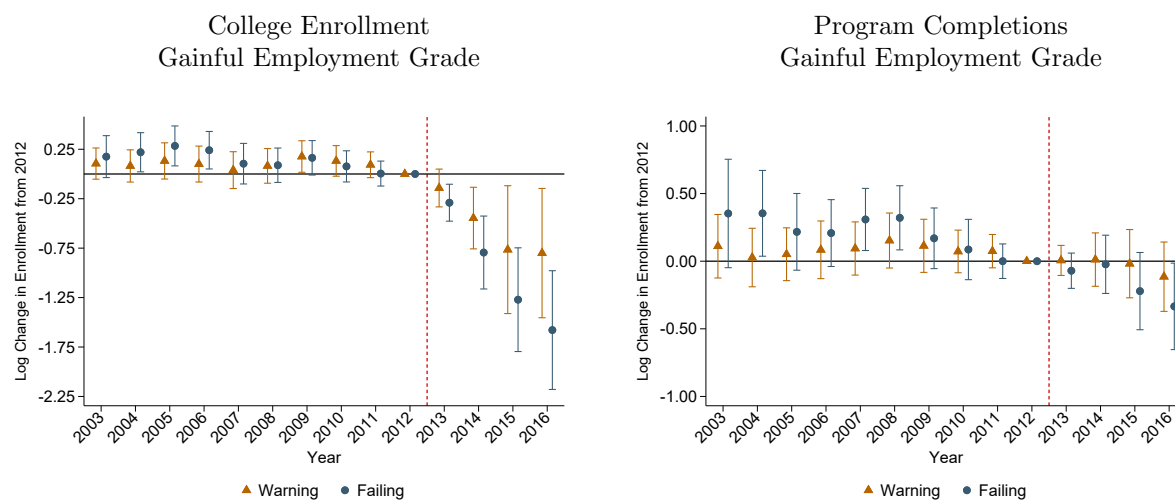 College Enrollment
Gainful Employment Grade
Log Change in Enrollment from 2012
0.25
-0.25
-0.75
-1.25
-1.75
-2.25
2003 2004 2005 2006 2007 2008 2009 2010 2011 2012 2013 2014 2015 2016
Year
Warning Failing
Program Completions
Gainful Employment Grade
Log Change in Enrollment from 2012
1.00
0.50
0.00
-0.50
-1.00
2003 2004 2005 2006 2007 2008 2009 2010 2011 2012 2013 2014 2015 2016
Year
Warning Failing